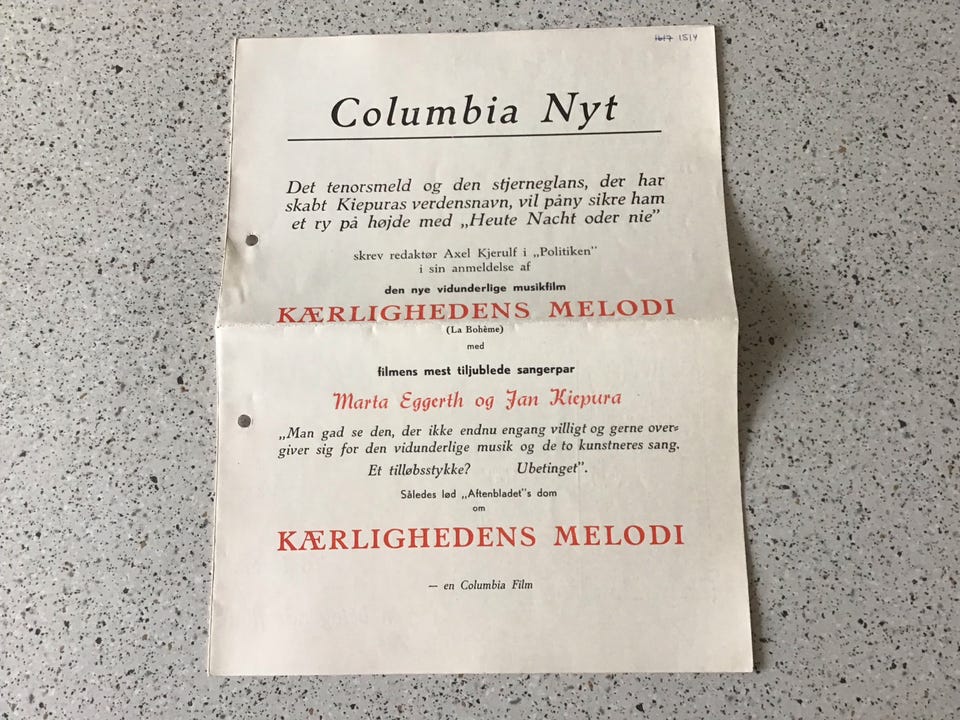 1617 1514
Columbia Nyt
Det tenorsmeld og den stjerneglans, der har
skabt Kiepuras verdensnavn, vil påny sikre ham
et ry på højde med „Heute Nacht oder nie”
skrev redaktør Axel Kjerulf i „Politiken”
i sin anmeldelse af
den nye vidunderlige musikfilm
KÆRLIGHEDENS MELODI
(La Bohème)
med
filmens mest tiljublede sangerpar
Marta Eggerth og Jan Kiepura
„Man gad se den, der ikke endnu engang villigt og gerne over-
giver sig for den vidunderlige musik og de to kunstneres sang.
Et tilløbsstykke? Ubetinget”.
Således lød „Aftenbladet”s dom
om
KÆRLIGHEDENS MELODI
— en Columbia Film